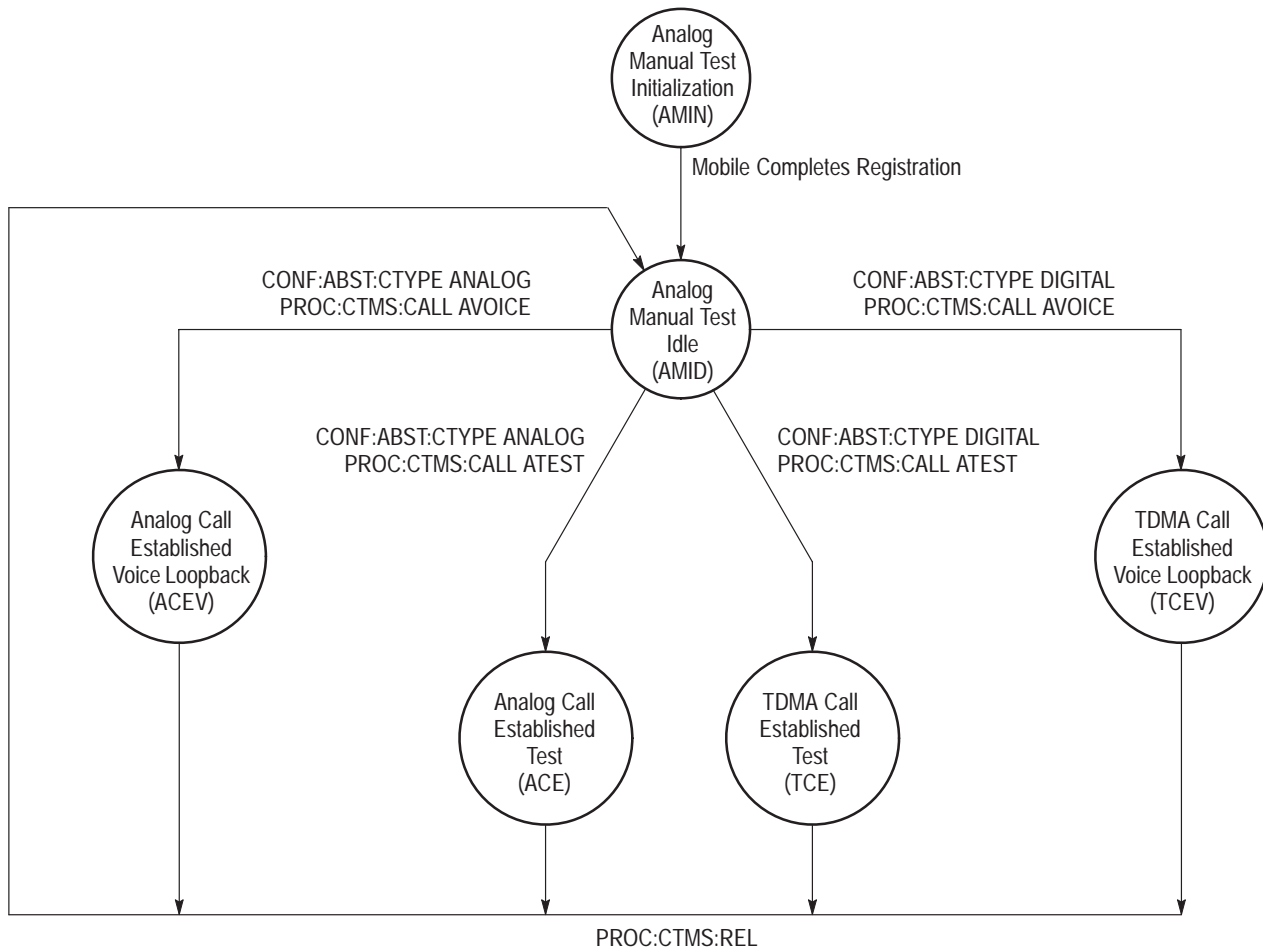 Analog
Manual Test
Initialization
(AMIN)
Mobile Completes Registration
CONF:ABST:CTYPE ANALOG
PROC:CTMS:CALL AVOICE
Analog
Manual Test
Idle
(AMID)
CONF:ABST:CTYPE DIGITAL
PROC:CTMS:CALL AVOICE
CONF:ABST:CTYPE ANALOG
PROC:CTMS:CALL ATEST
CONF:ABST:CTYPE DIGITAL
PROC:CTMS:CALL ATEST
Analog Call
Established
Voice Loopback
(ACEV)
TDMA Call
Established
Voice Loopback
(TCEV)
Analog Call
Established
Test
(ACE)
TDMA Call
Established
Test
(TCE)
PROC:CTMS:REL